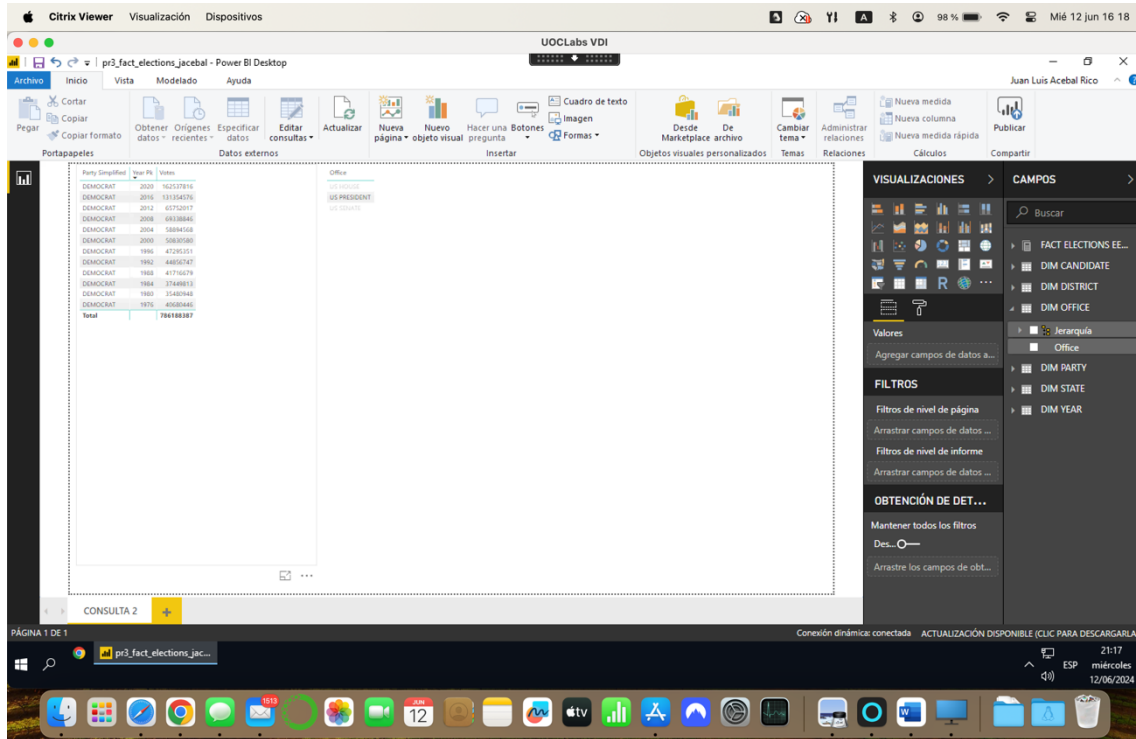 Citrix Viewer Visualización Dispositivos A 98 % Mié 12 jun 16 18
UOCLabs VDI
pr3_fact_elections_jacebal - Power BI Desktop
Archivo Inicio Vista Modelado Ayuda Juan Luis Acebal Rico
Pegar
Cortar
Copiar
Copiar formato
Portapapeles
Obtener datos
Orígenes recientes
Especificar datos
Editar consultas
Datos externos
Actualizar
Nueva página
Nuevo objeto visual
Hacer una pregunta
Botones
Cuadro de texto
Imagen
Formas
Insertar
Desde Marketplace
De archivo
Objetos visuales personalizados
Cambiar tema
Temas
Administrar relaciones
Relaciones
Nueva medida
Nueva columna
Nueva medida rápida
Cálculos
Publicar
Compartir
Party Simplified Year Pk Votes
DEMOCRAT 2020 162537816
DEMOCRAT 2016 131354576
DEMOCRAT 2012 65752017
DEMOCRAT 2008 69338846
DEMOCRAT 2004 58894568
DEMOCRAT 2000 50830580
DEMOCRAT 1996 47295351
DEMOCRAT 1992 44856747
DEMOCRAT 1988 41716679
DEMOCRAT 1984 37449813
DEMOCRAT 1980 35480948
DEMOCRAT 1976 40680446
Total 786188387
Office
US HOUSE
US PRESIDENT
US SENATE
VISUALIZACIONES
R
Valores
Agregar campos de datos a...
FILTROS
Filtros de nivel de página
Arrastrar campos de datos ...
Filtros de nivel de informe
Arrastrar campos de datos ...
OBTENCIÓN DE DET...
Mantener todos los filtros
Des...
Arrastre los campos de obt...
CAMPOS
Buscar
FACT ELECTIONS EE...
DIM CANDIDATE
DIM DISTRICT
DIM OFFICE
Jerarquía
Office
DIM PARTY
DIM STATE
DIM YEAR
CONSULTA 2
PÁGINA 1 DE 1 Conexión dinámica: conectada ACTUALIZACIÓN DISPONIBLE (CLIC PARA DESCARGARLA
pr3_fact_elections_jac...
ESP
21:17
miércoles
12/06/2024
1513
JUN
12
tv
W